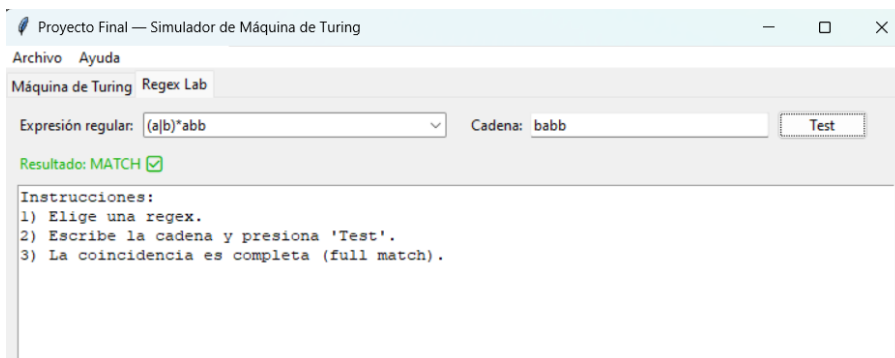 Proyecto Final — Simulador de Máquina de Turing
Archivo Ayuda
Máquina de Turing Regex Lab
Expresión regular: (a|b)*abb Cadena: babb Test
Resultado: MATCH ☑
Instrucciones:
1) Elige una regex.
2) Escribe la cadena y presiona 'Test'.
3) La coincidencia es completa (full match).